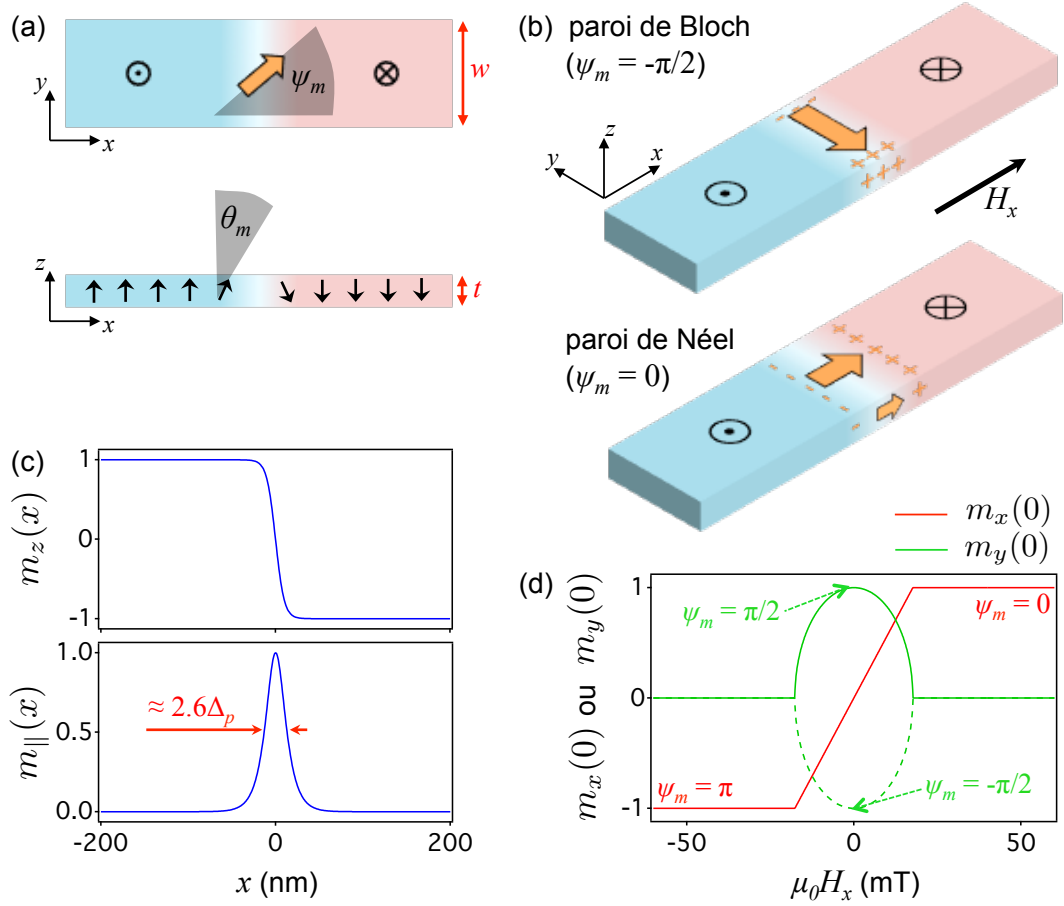 (a)
ψm
w
y
x
θm
z
t
x
(b) paroi de Bloch
(ψm = -π/2)
z
y
x
Hx
paroi de Néel
(ψm = 0)
(c)
1
0
-1
mz(x)
1.0
0.5
0.0
m∥(x)
≈ 2.6Δp
-200
0
200
x (nm)
mx(0)
my(0)
(d)
1
0
-1
mx(0) ou my(0)
ψm = π/2
ψm = 0
ψm = π
ψm = -π/2
-50
0
50
μ0Hx (mT)